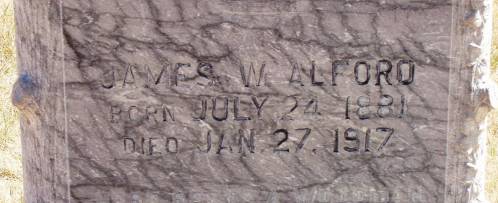 JAMES W. ALFORD
BORN JULY 24 1881
DIED JAN. 27, 1917